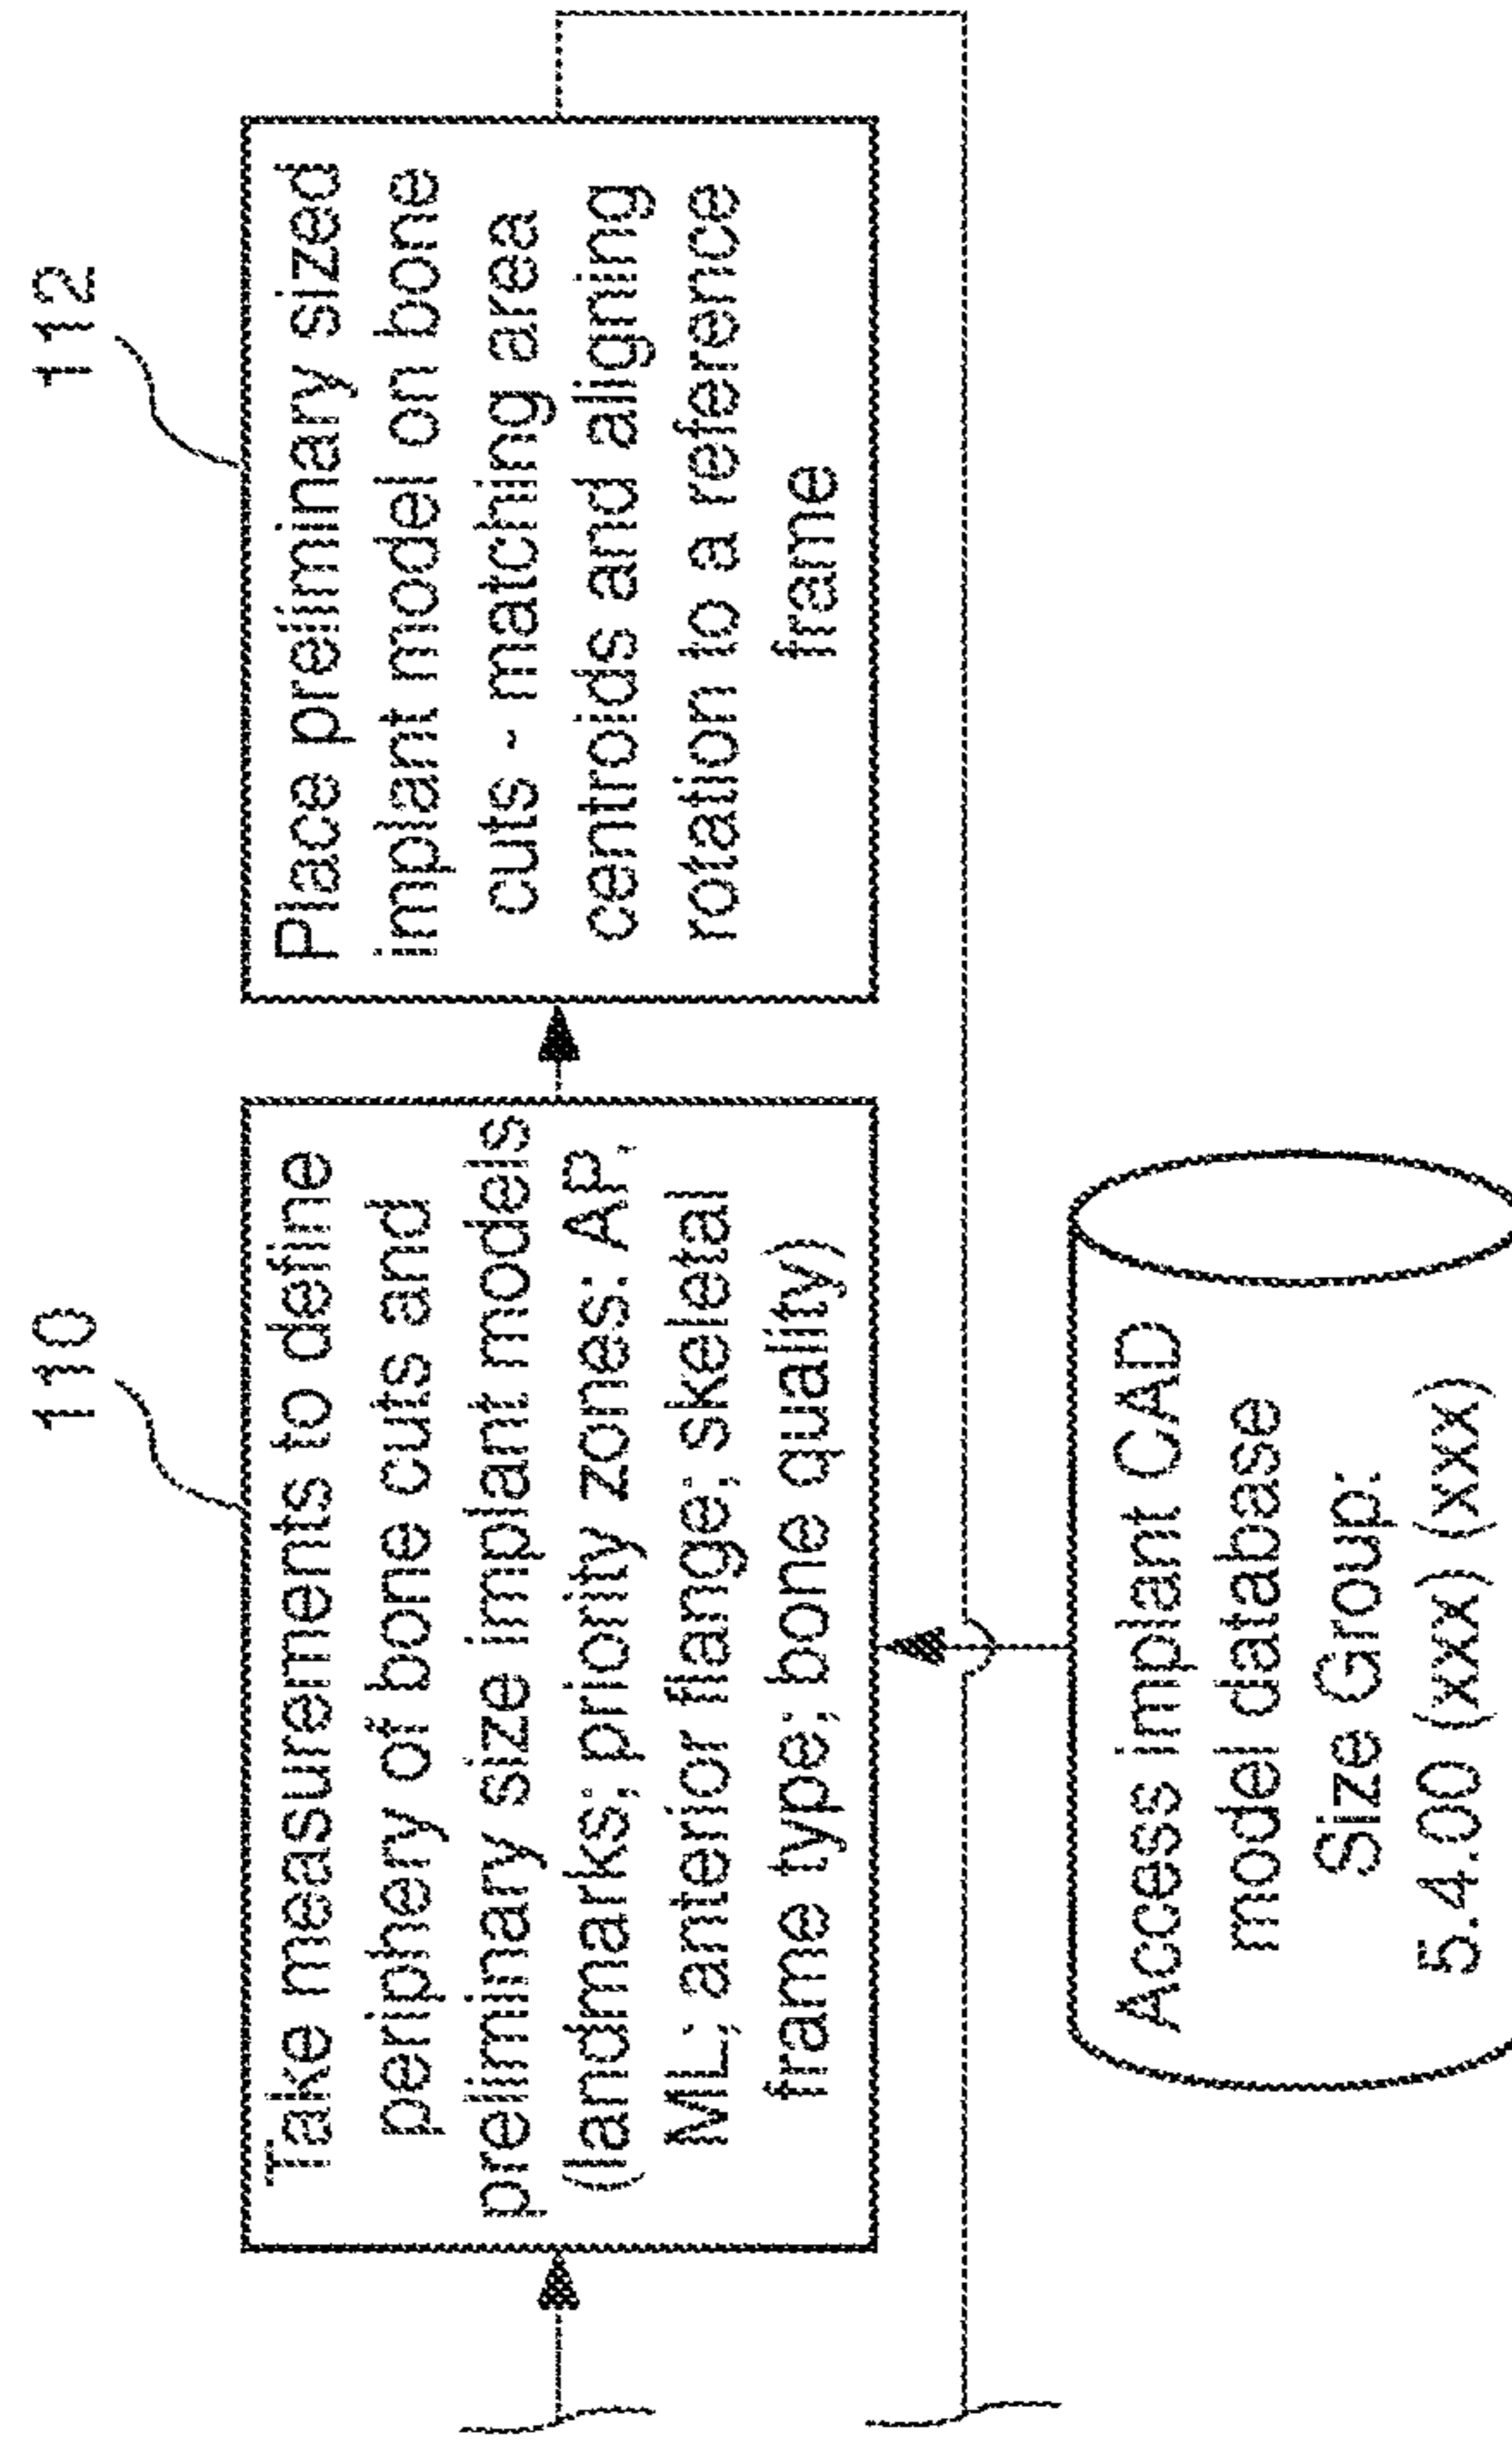 110
Take measurements to define
periphery of bone cuts and
preliminary size implant models
(landmarks; priority zones: AP,
ML; anterior flange; skeletal
frame type; bone quality)
112
Place preliminary sized
implant model on bone
cuts - matching area
centroids and aligning
rotation to a reference
frame
Access implant CAD
model database
Size Group:
5.4.00 (xxx) (xxx)